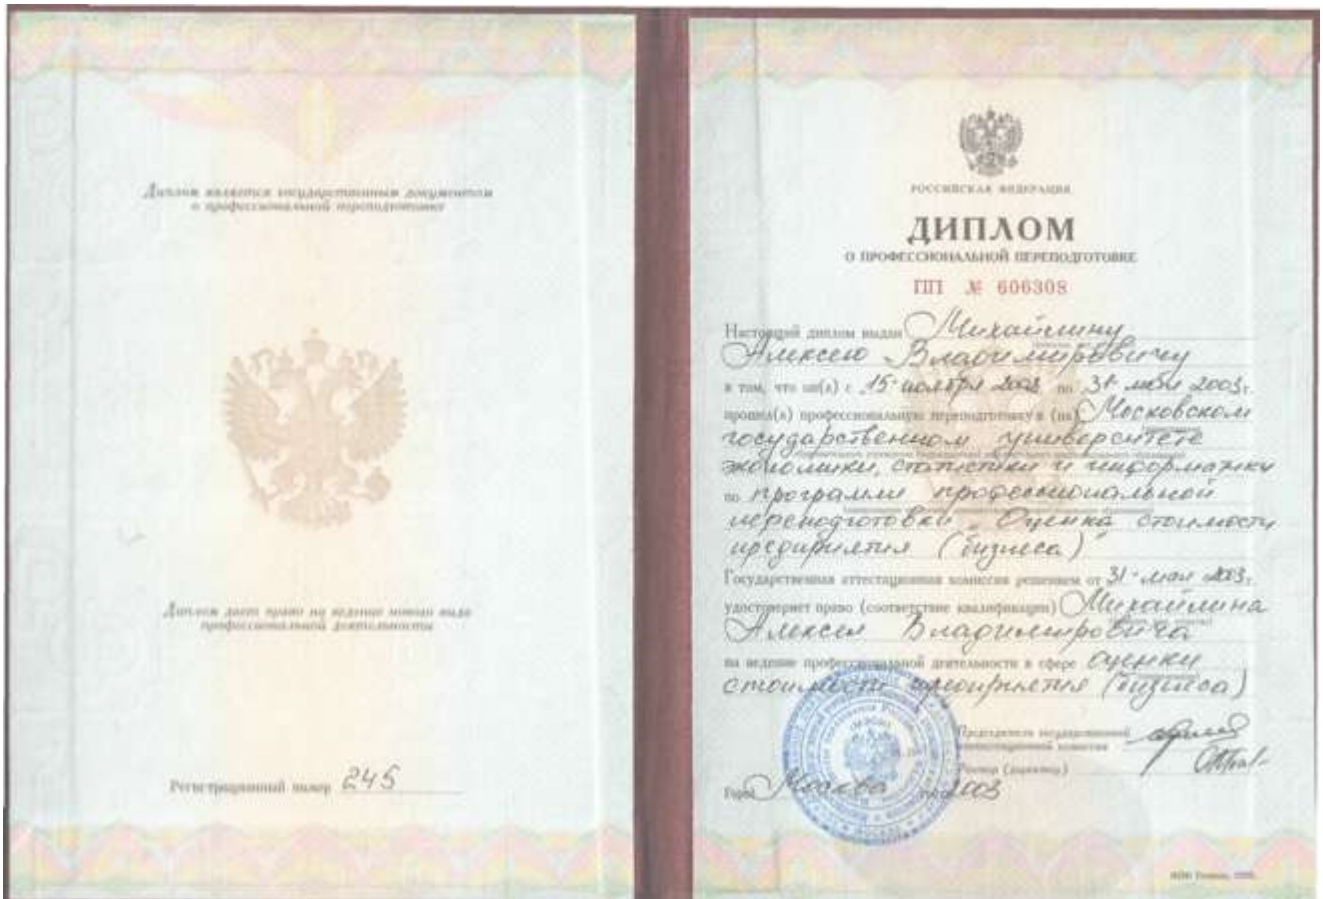 Диплом является государственным документом
о профессиональной переподготовке
Диплом дает право на ведение нового вида
профессиональной деятельности
Регистрационный номер 245
РОССИЙСКАЯ ФЕДЕРАЦИЯ
ДИПЛОМ
О ПРОФЕССИОНАЛЬНОЙ ПЕРЕПОДГОТОВКЕ
ПП № 606308
Настоящий диплом выдан Михайлину
Алексею Владимировичу
в том, что он(а) с 15 ноября по 31 мая 2003г.
прошел(а) профессиональную переподготовку в (на) Московском
государственном университете
экономики, статистики и информатики
по программе профессиональной
переподготовки „Оценка стоимости
предприятия (бизнеса)"
Государственная аттестационная комиссия решением от 31 мая 2003г.
удостоверяет право (соответствие квалификации) Михайлина
Алексея Владимировича
на ведение профессиональной деятельности в сфере оценки
стоимости предприятия (бизнеса)
Председатель государственной
аттестационной комиссии
Ректор (директор)
Город Москва 2003